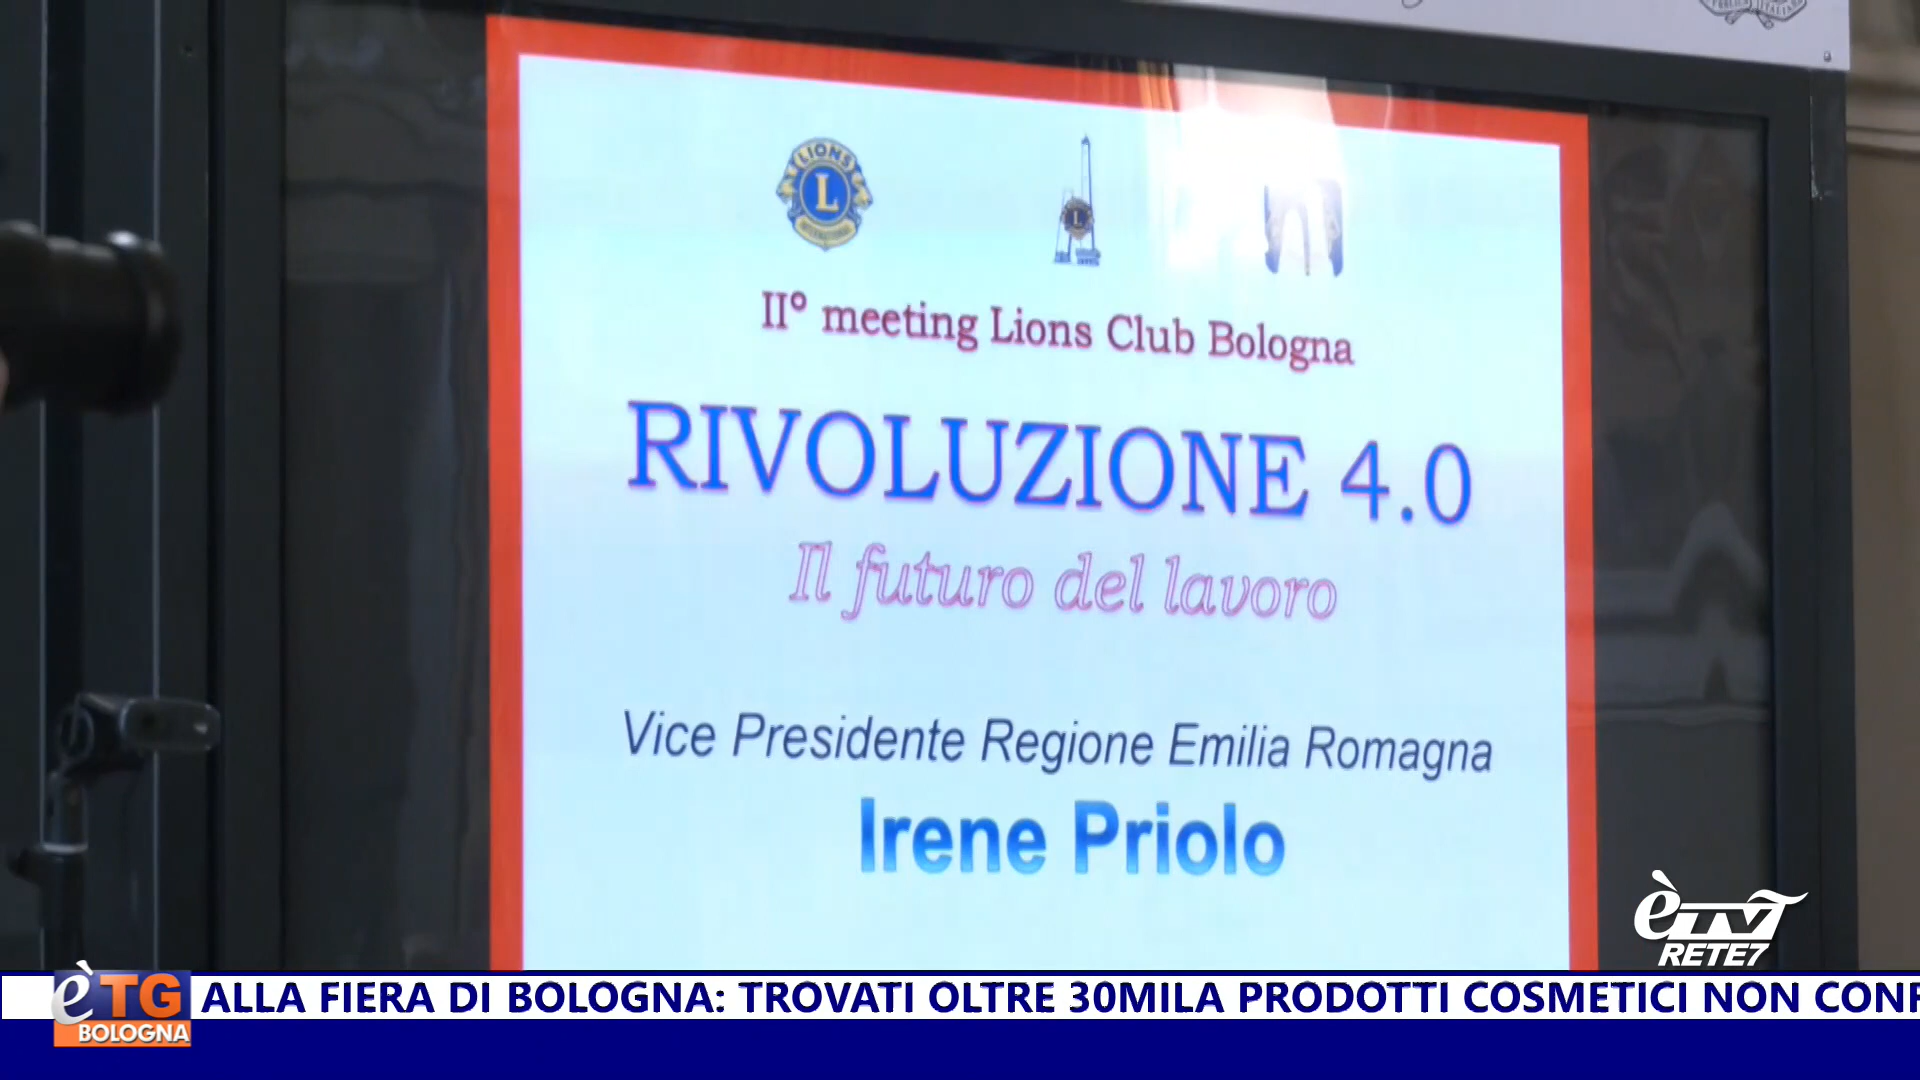 LIONS
L
L
II° meeting Lions Club Bologna
RIVOLUZIONE 4.0
Il futuro del lavoro
Vice Presidente Regione Emilia Romagna
Irene Priolo
èTV
RETE7
èTG
BOLOGNA
ALLA FIERA DI BOLOGNA: TROVATI OLTRE 30MILA PRODOTTI COSMETICI NON CONF